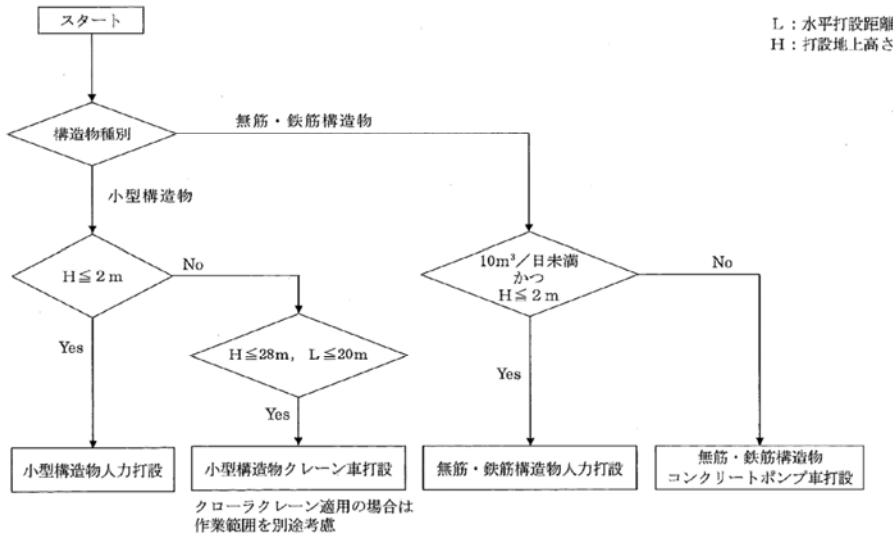 スタート
L：水平打設距離
H：打設地上高さ
構造物種別
無筋・鉄筋構造物
小型構造物
H≦2m
No
10m³／日未満
かつ
H≦2m
No
Yes
H≦28m， L≦20m
Yes
Yes
小型構造物人力打設
小型構造物クレーン車打設
無筋・鉄筋構造物人力打設
無筋・鉄筋構造物
コンクリートポンプ車打設
クローラクレーン適用の場合は
作業範囲を別途考慮